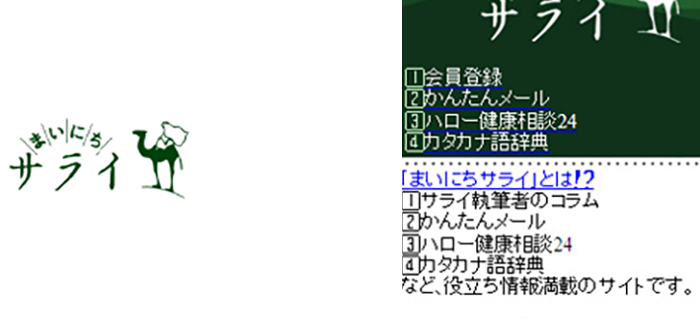 まいにち
サライ
サライ
1会員登録
2かんたんメール
3ハロー健康相談24
4カタカナ語辞典
「まいにちサライ」とは!?
1サライ執筆者のコラム
2かんたんメール
3ハロー健康相談24
4カタカナ語辞典
など、役立ち情報満載のサイトです。